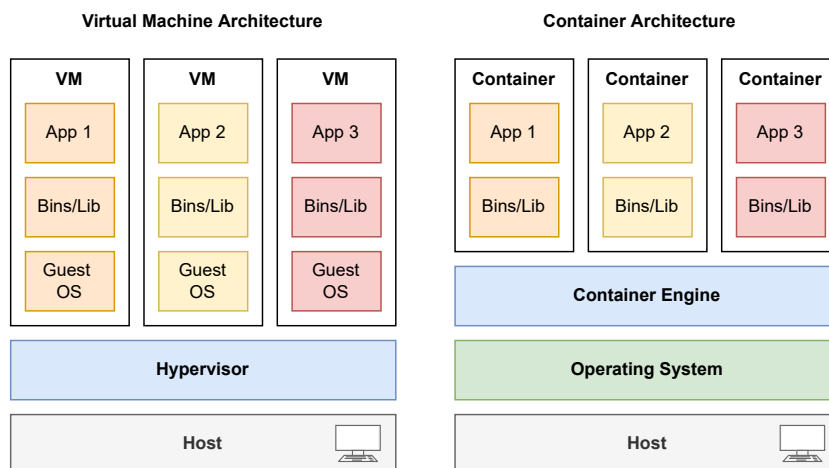 Virtual Machine Architecture
VM
App 1
Bins/Lib
Guest
OS
VM
App 2
Bins/Lib
Guest
OS
VM
App 3
Bins/Lib
Guest
OS
Hypervisor
Host
Container Architecture
Container
App 1
Bins/Lib
Container
App 2
Bins/Lib
Container
App 3
Bins/Lib
Container Engine
Operating System
Host